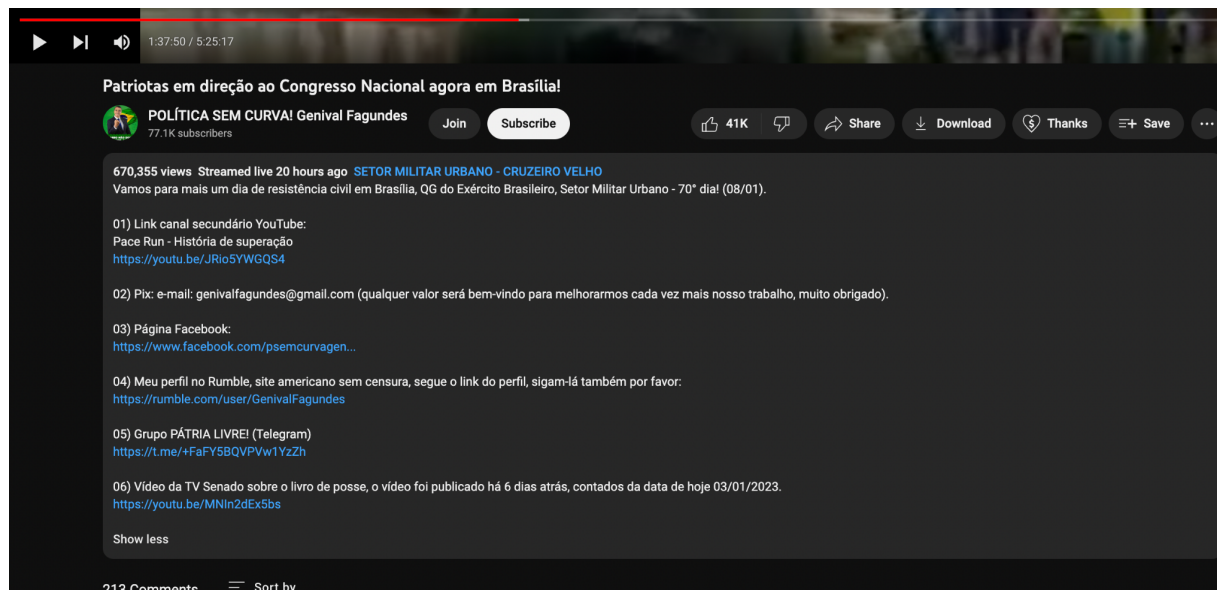 1:37:50 / 5:25:17
Patriotas em direção ao Congresso Nacional agora em Brasília!
POLÍTICA SEM CURVA! Genival Fagundes
77.1K subscribers
Join
Subscribe
41K
Share
Download
Thanks
Save
670,355 views Streamed live 20 hours ago SETOR MILITAR URBANO - CRUZEIRO VELHO
Vamos para mais um dia de resistência civil em Brasília, QG do Exército Brasileiro, Setor Militar Urbano - 70° dia! (08/01).
01) Link canal secundário YouTube:
Pace Run - História de superação
https://youtu.be/JRio5YWGQS4
02) Pix: e-mail: genivalfagundes@gmail.com (qualquer valor será bem-vindo para melhorarmos cada vez mais nosso trabalho, muito obrigado).
03) Página Facebook:
https://www.facebook.com/psemcurvagen...
04) Meu perfil no Rumble, site americano sem censura, segue o link do perfil, sigam-lá também por favor:
https://rumble.com/user/GenivalFagundes
05) Grupo PÁTRIA LIVRE! (Telegram)
https://t.me/+FaFY5BQVPVw1YzZh
06) Vídeo da TV Senado sobre o livro de posse, o vídeo foi publicado há 6 dias atrás, contados da data de hoje 03/01/2023.
https://youtu.be/MNIn2dEx5bs
Show less
213 Comments
Sort by